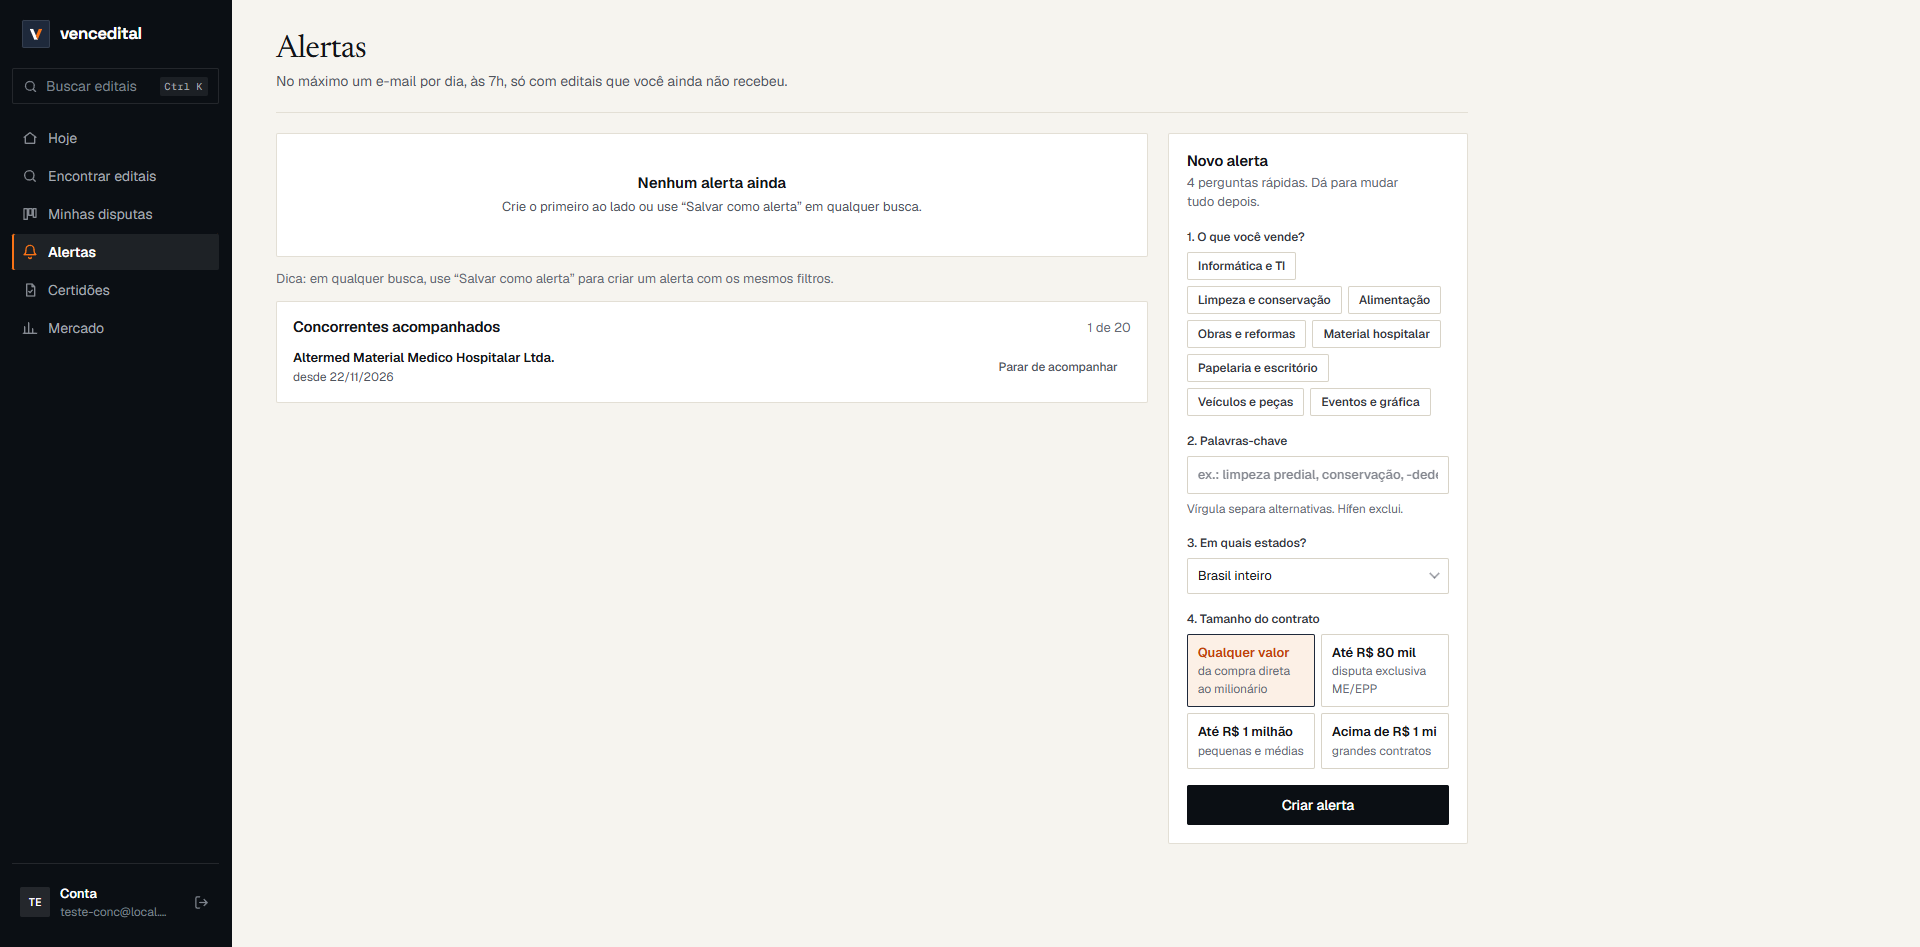 vencedital
Buscar editais Ctrl K
Hoje
Encontrar editais
Minhas disputas
Alertas
Certidões
Mercado
TE
Conta
teste-conc@local....
Alertas
No máximo um e-mail por dia, às 7h, só com editais que você ainda não recebeu.
Nenhum alerta ainda
Crie o primeiro ao lado ou use “Salvar como alerta” em qualquer busca.
Dica: em qualquer busca, use “Salvar como alerta” para criar um alerta com os mesmos filtros.
Concorrentes acompanhados 1 de 20
Altermed Material Medico Hospitalar Ltda.
desde 22/11/2026
Parar de acompanhar
Novo alerta
4 perguntas rápidas. Dá para mudar
tudo depois.
1. O que você vende?
Informática e TI
Limpeza e conservação Alimentação
Obras e reformas Material hospitalar
Papelaria e escritório
Veículos e peças Eventos e gráfica
2. Palavras-chave
ex.: limpeza predial, conservação, -dede
Vírgula separa alternativas. Hífen exclui.
3. Em quais estados?
Brasil inteiro
4. Tamanho do contrato
Qualquer valor
da compra direta
ao milionário
Até R$ 80 mil
disputa exclusiva
ME/EPP
Até R$ 1 milhão
pequenas e médias
Acima de R$ 1 mi
grandes contratos
Criar alerta